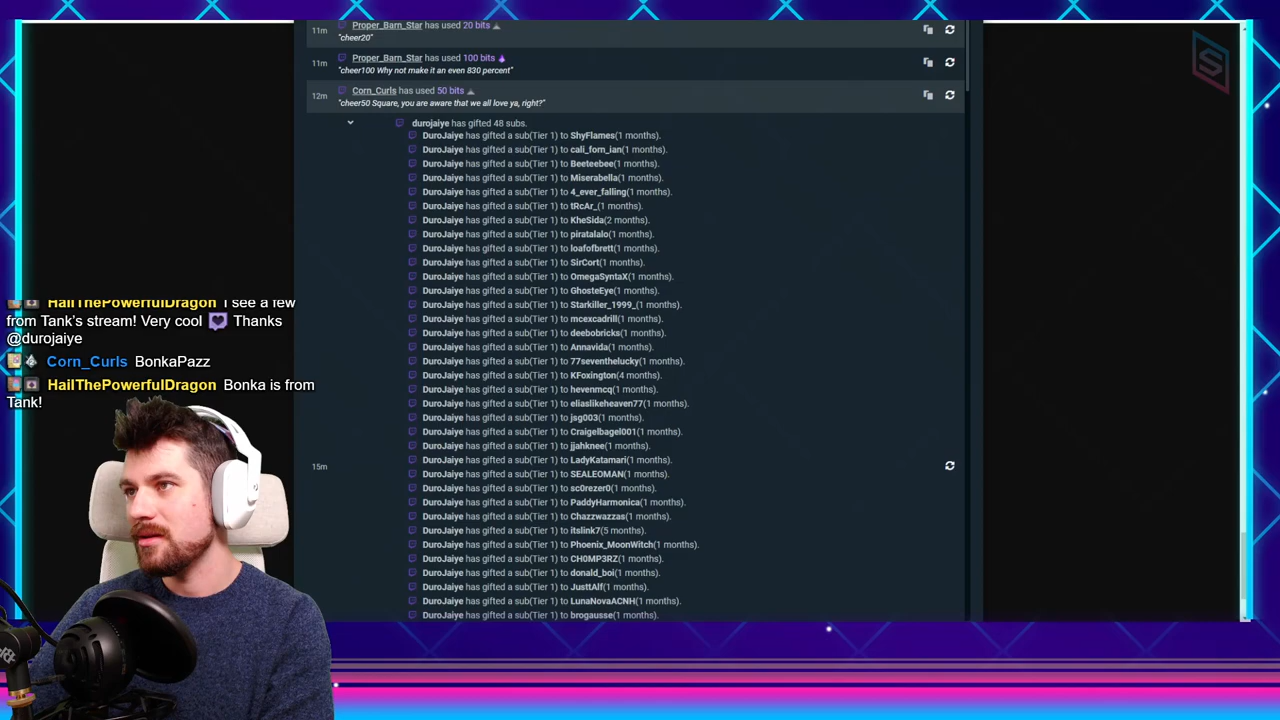 11m
Proper_Barn_Star has used 20 bits
"cheer20"
11m
Proper_Barn_Star has used 100 bits
"cheer100 Why not make it an even 830 percent"
12m
Corn_Curls has used 50 bits
"cheer50 Square, you are aware that we all love ya, right?"
durojaiye has gifted 48 subs.
DuroJaiye has gifted a sub(Tier 1) to ShyFlames(1 months).
DuroJaiye has gifted a sub(Tier 1) to cali_forn_ian(1 months).
DuroJaiye has gifted a sub(Tier 1) to Beeteebee(1 months).
DuroJaiye has gifted a sub(Tier 1) to Miserabella(1 months).
DuroJaiye has gifted a sub(Tier 1) to 4_ever_falling(1 months).
DuroJaiye has gifted a sub(Tier 1) to tRcAr_(1 months).
DuroJaiye has gifted a sub(Tier 1) to KheSida(2 months).
DuroJaiye has gifted a sub(Tier 1) to piratalalo(1 months).
DuroJaiye has gifted a sub(Tier 1) to loafofbrett(1 months).
DuroJaiye has gifted a sub(Tier 1) to SirCort(1 months).
DuroJaiye has gifted a sub(Tier 1) to OmegaSyntaX(1 months).
DuroJaiye has gifted a sub(Tier 1) to GhosteEye(1 months).
DuroJaiye has gifted a sub(Tier 1) to Starkiller_1999_(1 months).
DuroJaiye has gifted a sub(Tier 1) to mcexcadrill(1 months).
DuroJaiye has gifted a sub(Tier 1) to deebobricks(1 months).
DuroJaiye has gifted a sub(Tier 1) to Annavida(1 months).
DuroJaiye has gifted a sub(Tier 1) to 77seventhelucky(1 months).
DuroJaiye has gifted a sub(Tier 1) to KFoxington(4 months).
DuroJaiye has gifted a sub(Tier 1) to hevenmcq(1 months).
DuroJaiye has gifted a sub(Tier 1) to eliaslikeheaven77(1 months).
DuroJaiye has gifted a sub(Tier 1) to jsg003(1 months).
DuroJaiye has gifted a sub(Tier 1) to Craigelbagel001(1 months).
DuroJaiye has gifted a sub(Tier 1) to jjahknee(1 months).
DuroJaiye has gifted a sub(Tier 1) to LadyKatamari(1 months).
15m
DuroJaiye has gifted a sub(Tier 1) to SEALEOMAN(1 months).
DuroJaiye has gifted a sub(Tier 1) to sc0rezer0(1 months).
DuroJaiye has gifted a sub(Tier 1) to PaddyHarmonica(1 months).
DuroJaiye has gifted a sub(Tier 1) to Chazzwazzas(1 months).
DuroJaiye has gifted a sub(Tier 1) to itslink7(5 months).
DuroJaiye has gifted a sub(Tier 1) to Phoenix_MoonWitch(1 months).
DuroJaiye has gifted a sub(Tier 1) to CH0MP3RZ(1 months).
DuroJaiye has gifted a sub(Tier 1) to donald_boi(1 months).
DuroJaiye has gifted a sub(Tier 1) to JusttAlf(1 months).
DuroJaiye has gifted a sub(Tier 1) to LunaNovaACNH(1 months).
DuroJaiye has gifted a sub(Tier 1) to brogausse(1 months).
HailThePowerfulDragon I see a few
from Tank's stream! Very cool Thanks
@durojaiye
Corn_Curls BonkaPazz
HailThePowerfulDragon Bonka is from
Tank!
S